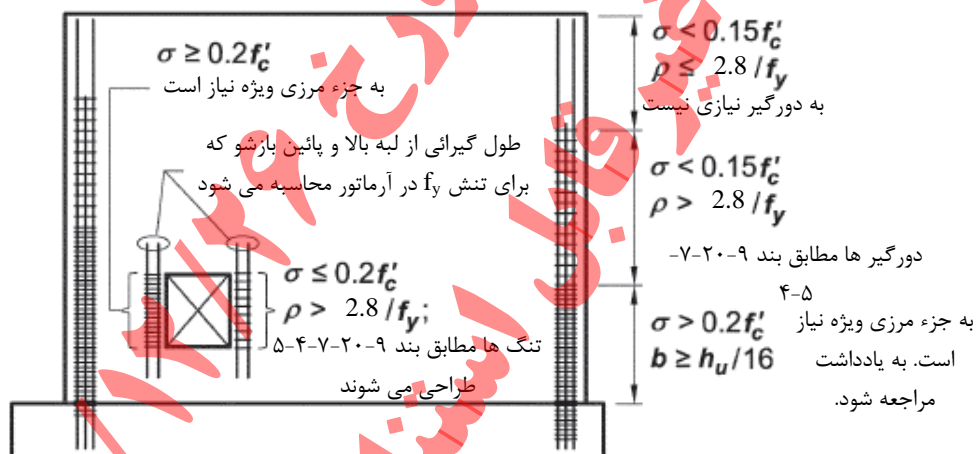 σ ≥ 0.2f'c
به جزء مرزی ویژه نیاز است
طول گیرائی از لبه بالا و پائین بازشو که
برای تنش fy در آرماتور محاسبه می شود
σ ≤ 0.2f'c
ρ > 2.8 / fy;
تنگ ها مطابق بند ۹-۲۰-۷-۴-۵
طراحی می شوند
σ < 0.15f'c
ρ ≤ 2.8 / fy
به دورگیر نیازی نیست
σ < 0.15f'c
ρ > 2.8 / fy
دورگیر ها مطابق بند ۹-۲۰-۷-
۴-۵
σ > 0.2f'c
b ≥ hu/16
به جزء مرزی ویژه نیاز
است. به یادداشت
مراجعه شود.